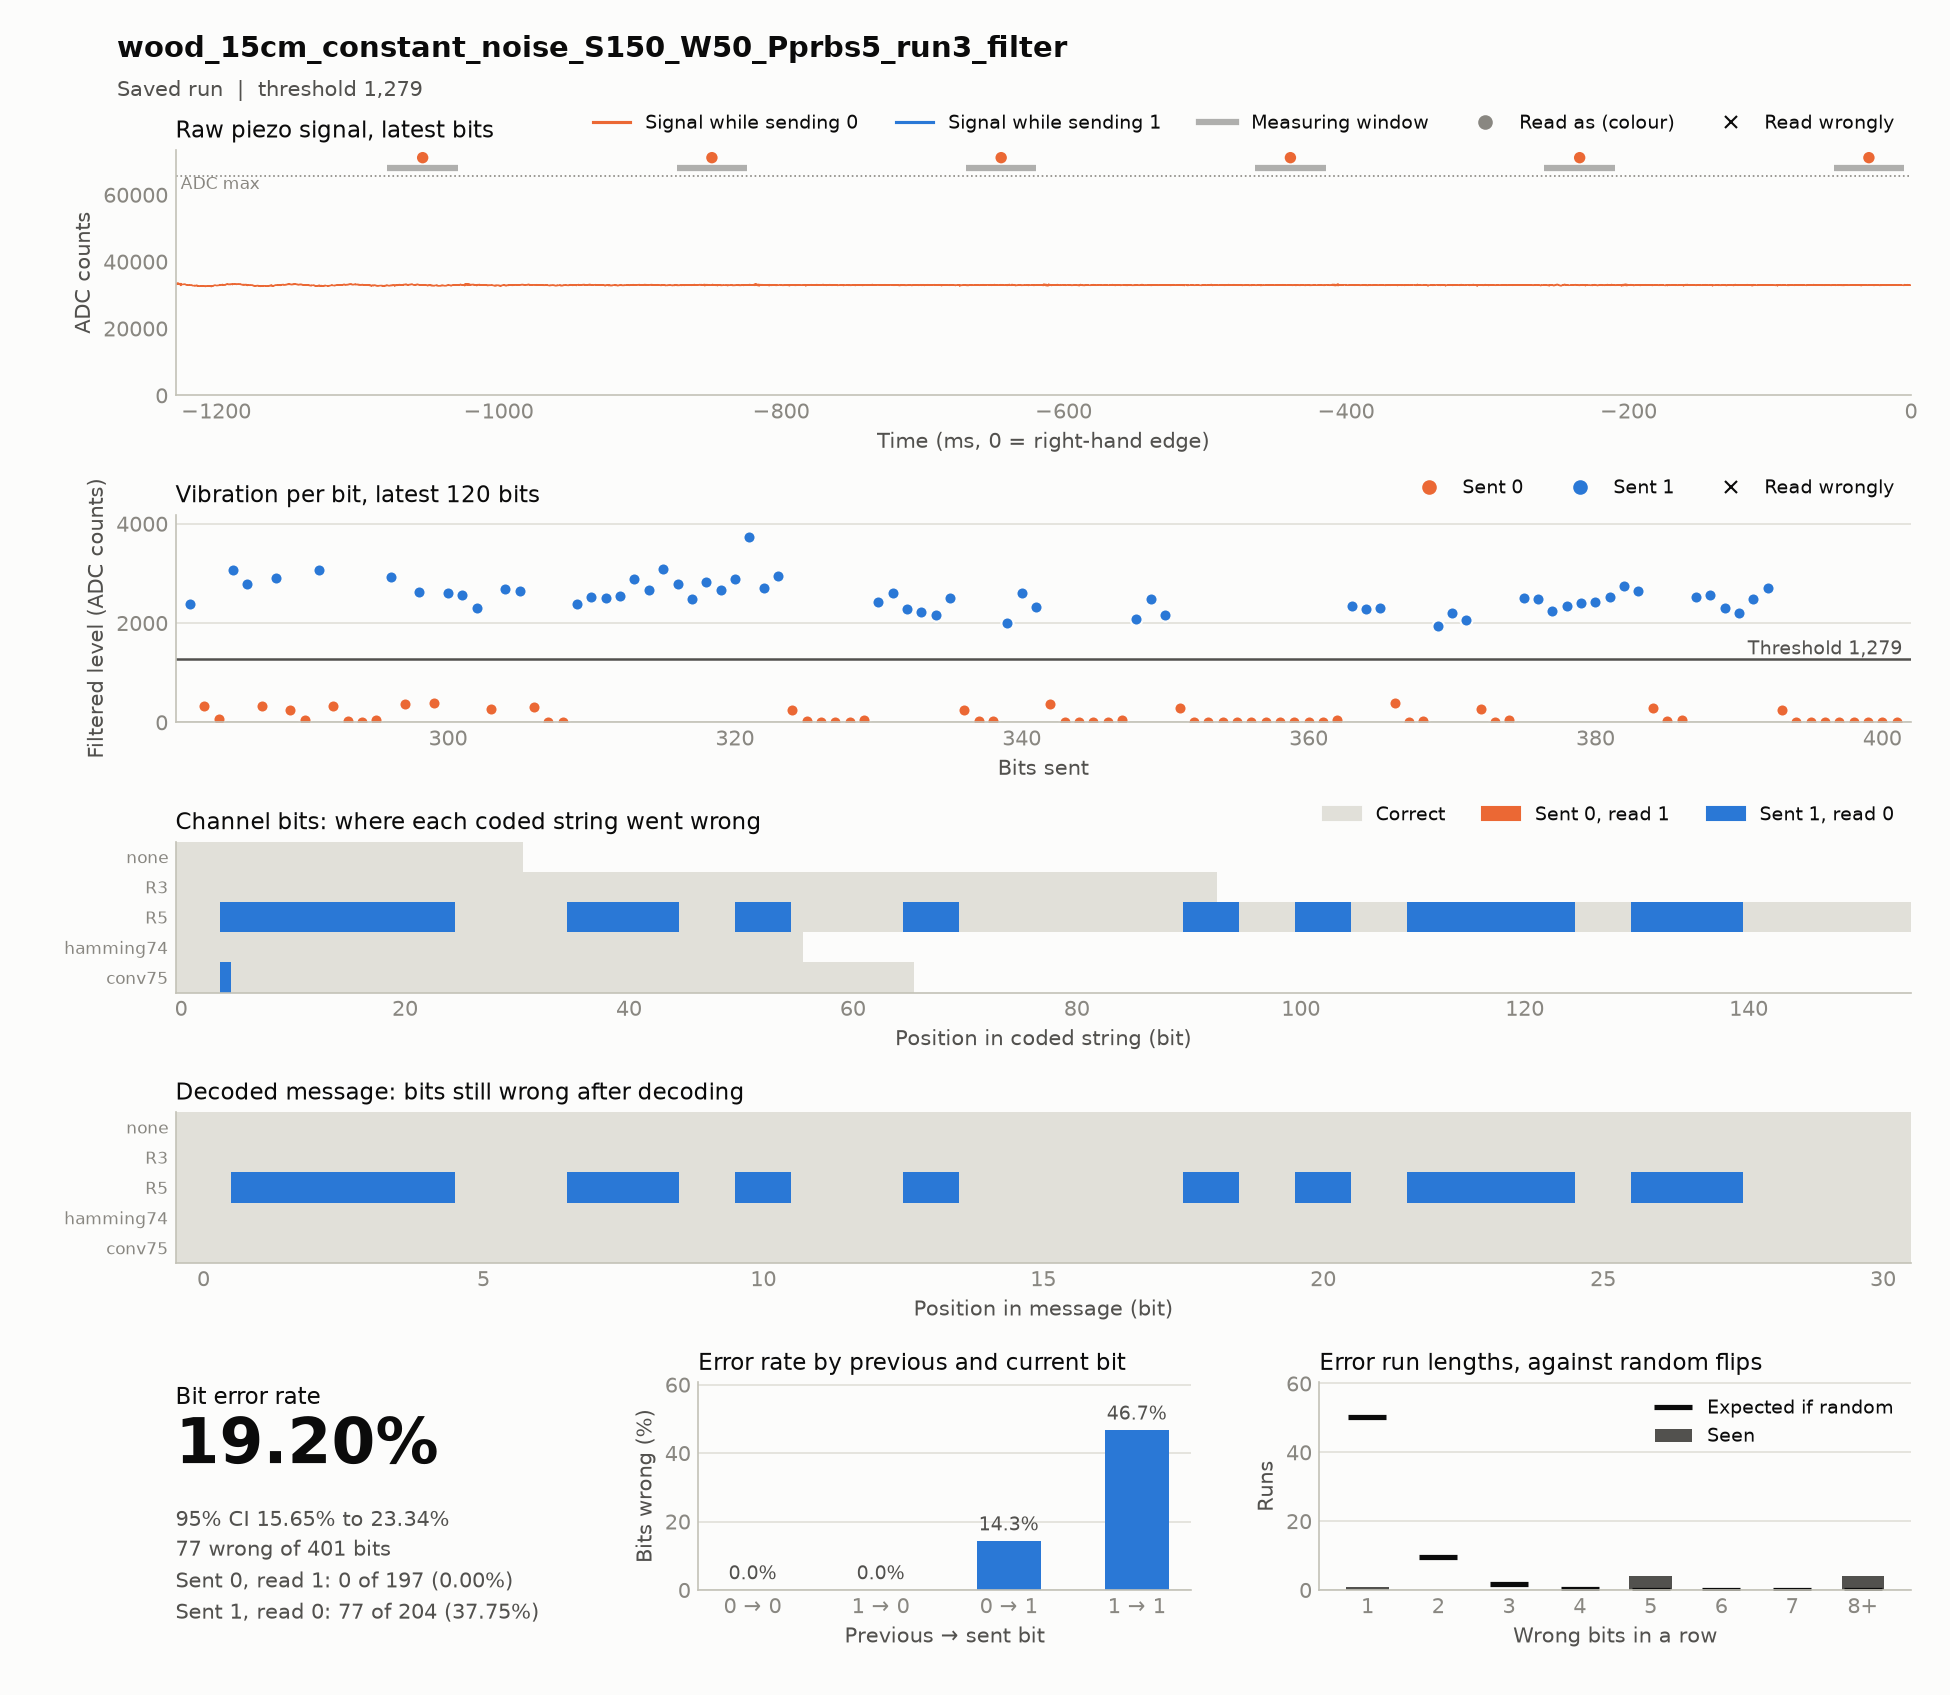 wood_15cm_constant_noise_S150_W50_Pprbs5_run3_filter
Saved run | threshold 1,279
Raw piezo signal, latest bits
Signal while sending 0
Signal while sending 1
Measuring window
Read as (colour)
× Read wrongly
ADC max
60000
40000
20000
0
ADC counts
−1200
−1000
−800
−600
−400
−200
0
Time (ms, 0 = right-hand edge)
Vibration per bit, latest 120 bits
Sent 0
Sent 1
× Read wrongly
4000
2000
0
Filtered level (ADC counts)
Threshold 1,279
300
320
340
360
380
400
Bits sent
Channel bits: where each coded string went wrong
Correct
Sent 0, read 1
Sent 1, read 0
none
R3
R5
hamming74
conv75
0
20
40
60
80
100
120
140
Position in coded string (bit)
Decoded message: bits still wrong after decoding
none
R3
R5
hamming74
conv75
0
5
10
15
20
25
30
Position in message (bit)
Bit error rate
19.20%
95% CI 15.65% to 23.34%
77 wrong of 401 bits
Sent 0, read 1: 0 of 197 (0.00%)
Sent 1, read 0: 77 of 204 (37.75%)
Error rate by previous and current bit
60
40
20
0
Bits wrong (%)
0.0%
0.0%
14.3%
46.7%
0 → 0
1 → 0
0 → 1
1 → 1
Previous → sent bit
Error run lengths, against random flips
Expected if random
Seen
60
40
20
0
Runs
1
2
3
4
5
6
7
8+
Wrong bits in a row